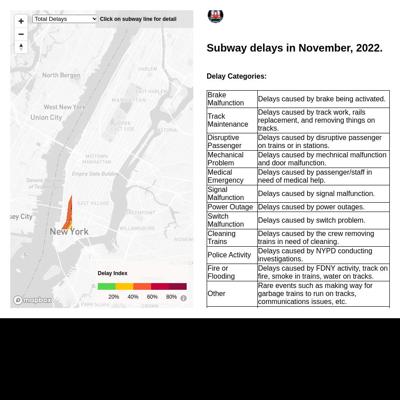 Total Delays
Click on subway line for detail
North Bergen
West New York
Union City
MANHATTAN
HARLEM
EAST
HARLEM
ASTORIA
MIDTOWN
MANHATTAN
Empire State Building
EAST VILLAGE
sey City
New York
WILLIAMSBURG
Delay Index
20% 40% 60% 80%
mapbox
Subway delays in November, 2022.
Delay Categories:
Brake
Malfunction
Delays caused by brake being activated.
Track
Maintenance
Delays caused by track work, rails
replacement, and removing things on
tracks.
Disruptive
Passenger
Delays caused by disruptive passenger
on trains or in stations.
Mechanical
Problem
Delays caused by mechnical malfunction
and door malfunction.
Medical
Emergency
Delays caused by passenger/staff in
need of medical help.
Signal
Malfunction
Delays caused by signal malfunction.
Power Outage
Delays caused by power outages.
Switch
Malfunction
Delays caused by switch problem.
Cleaning
Trains
Delays caused by the crew removing
trains in need of cleaning.
Police Activity
Delays caused by NYPD conducting
investigations.
Fire or
Flooding
Delays caused by FDNY activity, track on
fire, smoke in trains, water on tracks.
Other
Rare events such as making way for
garbage trains to run on tracks,
communications issues, etc.